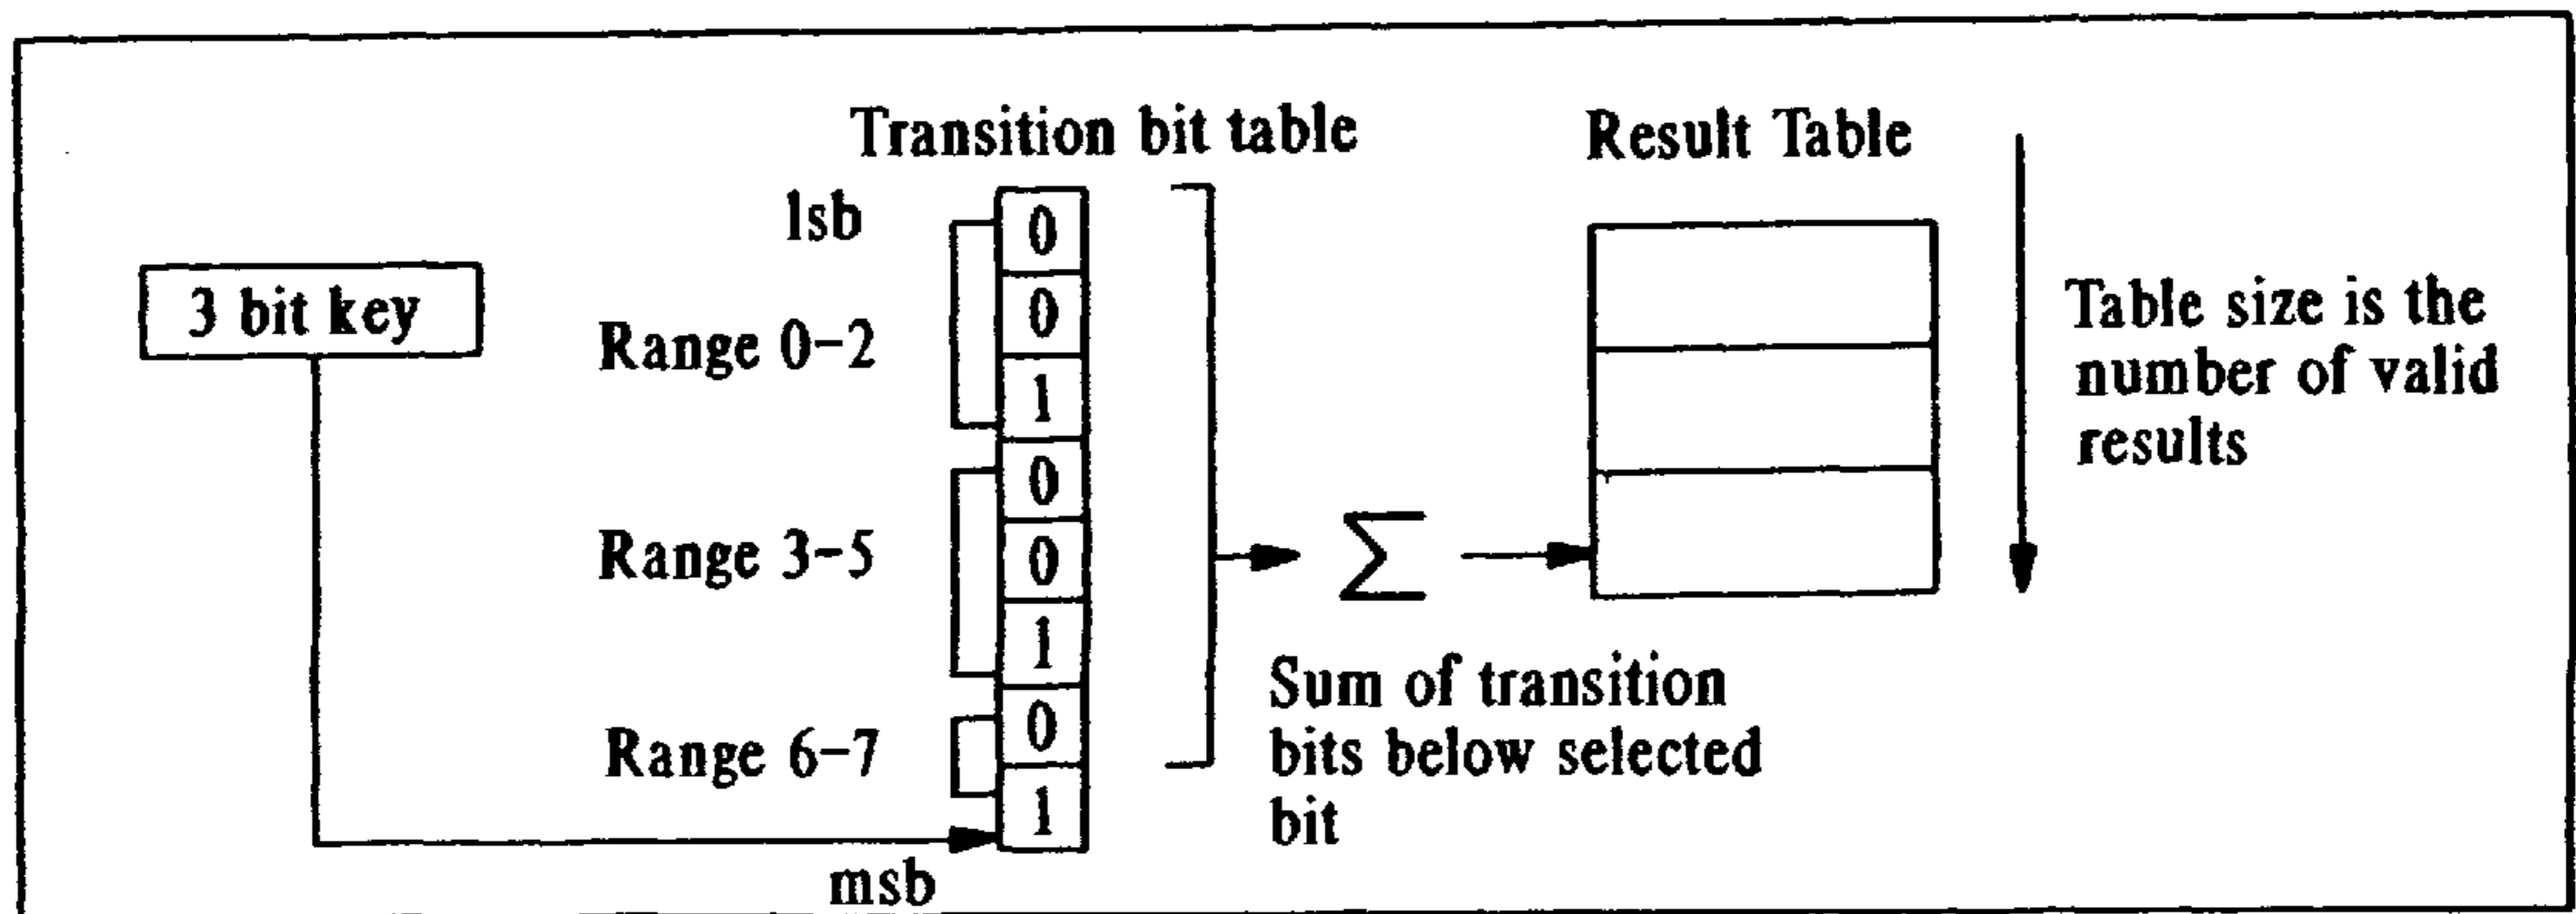 Transition bit table
Result Table
lsb
3 bit key
Range 0-2
Range 3-5
Range 6-7
msb
0
0
1
0
0
1
0
1
∑
Sum of transition
bits below selected
bit
Table size is the
number of valid
results